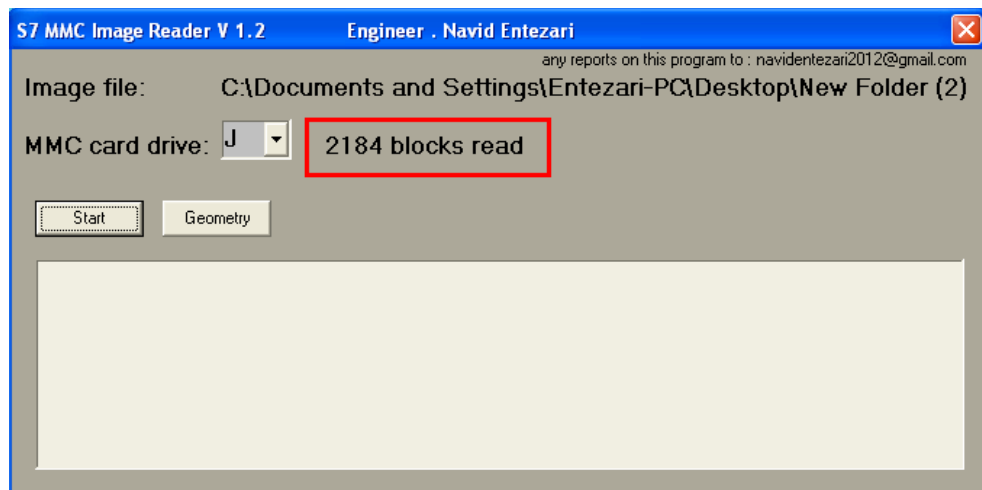 S7 MMC Image Reader V 1.2 Engineer . Navid Entezari
any reports on this program to : navidentezari2012@gmail.com
Image file: C:\Documents and Settings\Entezari-PC\Desktop\New Folder (2)
MMC card drive: J 2184 blocks read
Start Geometry